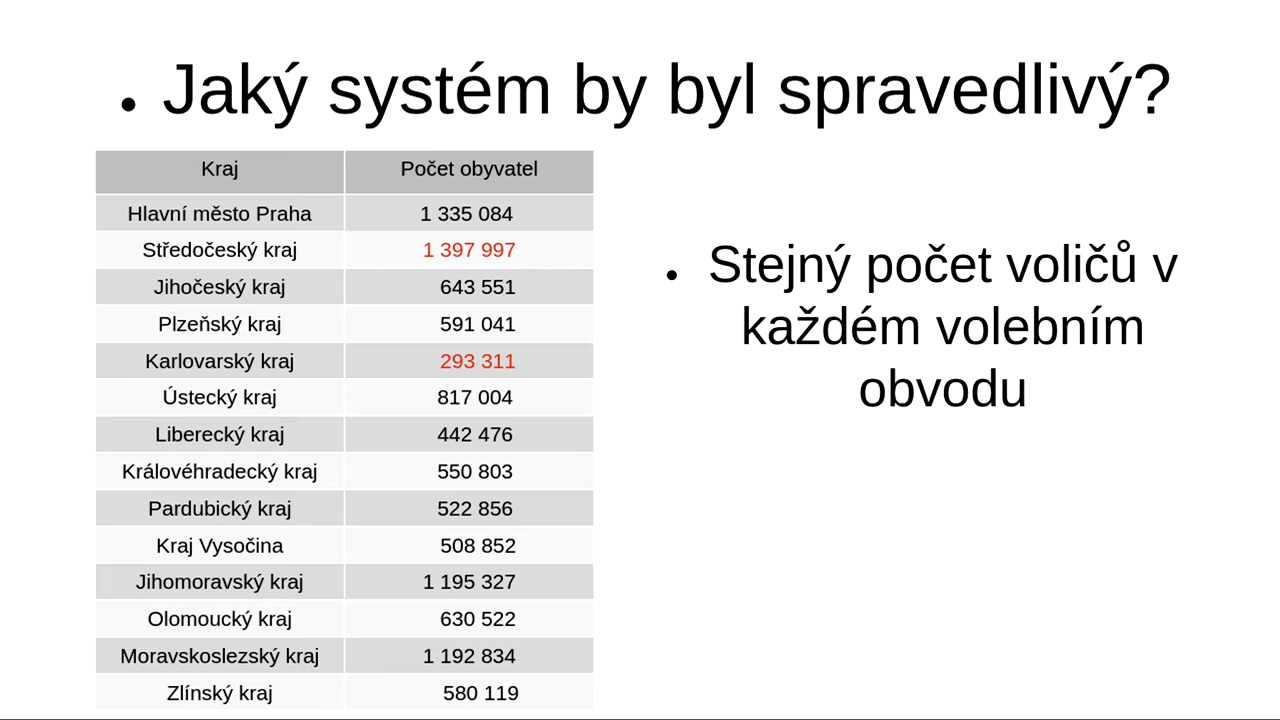 • Jaký systém by byl spravedlivý?
Kraj Počet obyvatel
Hlavní město Praha 1 335 084
Středočeský kraj 1 397 997
Jihočeský kraj 643 551
Plzeňský kraj 591 041
Karlovarský kraj 293 311
Ústecký kraj 817 004
Liberecký kraj 442 476
Královéhradecký kraj 550 803
Pardubický kraj 522 856
Kraj Vysočina 508 852
Jihomoravský kraj 1 195 327
Olomoucký kraj 630 522
Moravskoslezský kraj 1 192 834
Zlínský kraj 580 119
• Stejný počet voličů v
každém volebním
obvodu